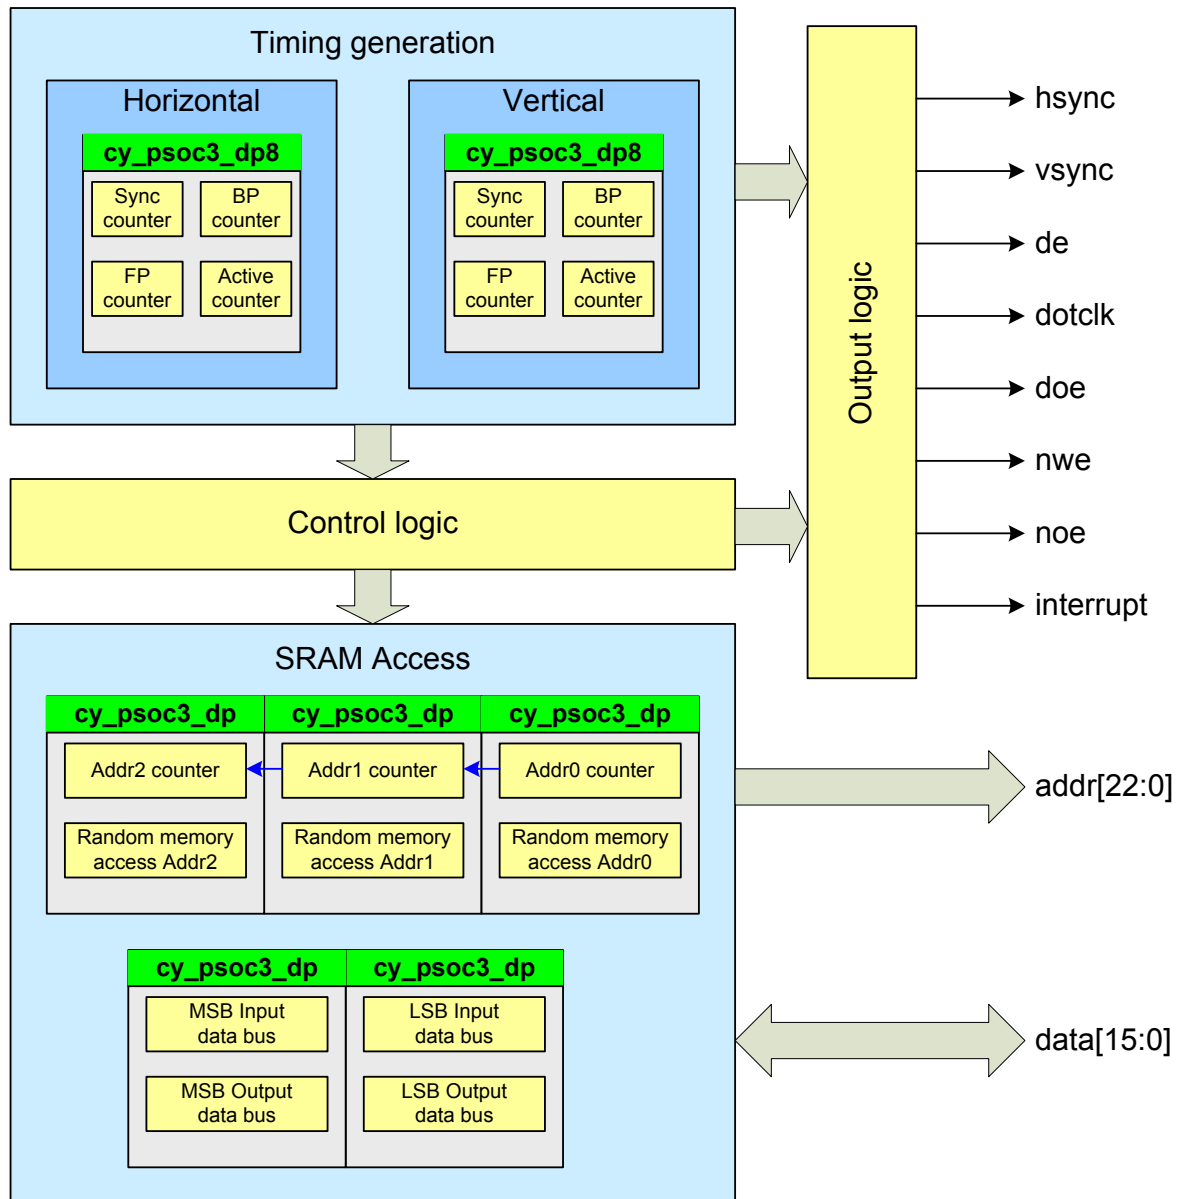 Timing generation
Horizontal
Vertical
cy_psoc3_dp8
Sync
counter
BP
counter
FP
counter
Active
counter
cy_psoc3_dp8
Sync
counter
BP
counter
FP
counter
Active
counter
Output logic
hsync
vsync
de
dotclk
doe
nwe
noe
interrupt
Control logic
SRAM Access
cy_psoc3_dp
cy_psoc3_dp
cy_psoc3_dp
Addr2 counter
Addr1 counter
Addr0 counter
Random memory
access Addr2
Random memory
access Addr1
Random memory
access Addr0
addr[22:0]
cy_psoc3_dp
cy_psoc3_dp
MSB Input
data bus
LSB Input
data bus
MSB Output
data bus
LSB Output
data bus
data[15:0]